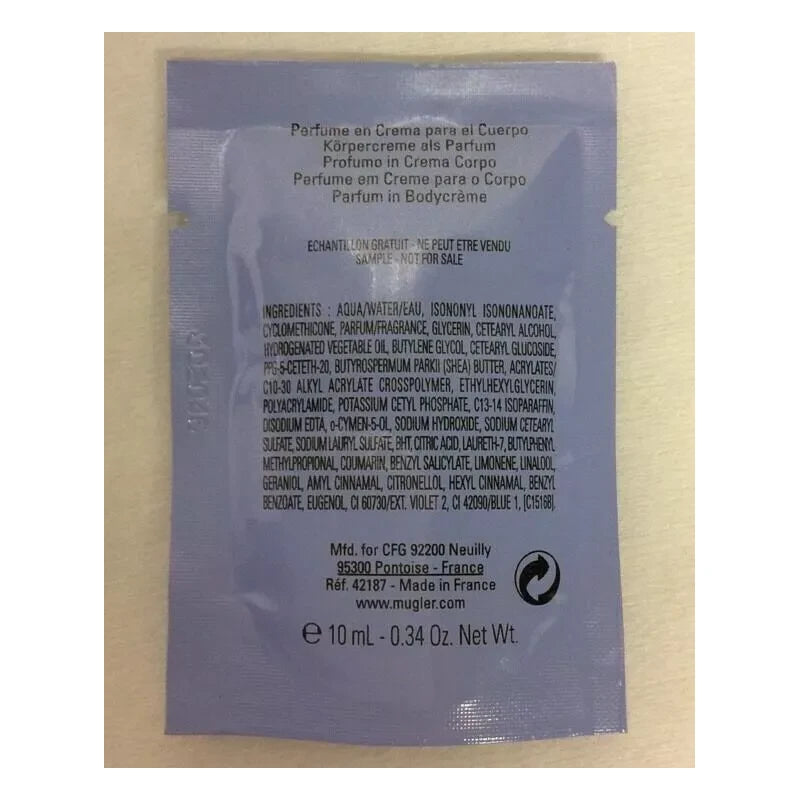 Perfume en Crema para el Cuerpo
Körpercreme als Parfum
Profumo in Crema Corpo
Perfume em Creme para o Corpo
Parfum in Bodycrème
ECHANTILLON GRATUIT - NE PEUT ETRE VENDU
SAMPLE - NOT FOR SALE
INGREDIENTS : AQUA/WATER/EAU, ISONONYL ISONONANOATE,
CYCLOMETHICONE, PARFUM/FRAGRANCE, GLYCERIN, CETEARYL ALCOHOL,
HYDROGENATED VEGETABLE OIL, BUTYLENE GLYCOL, CETEARYL GLUCOSIDE,
PPG-5-CETETH-20, BUTYROSPERMUM PARKII (SHEA) BUTTER, ACRYLATES/
C10-30 ALKYL ACRYLATE CROSSPOLYMER, ETHYLHEXYLGLYCERIN,
POLYACRYLAMIDE, POTASSIUM CETYL PHOSPHATE, C13-14 ISOPARAFFIN,
DISODIUM EDTA, o-CYMEN-5-OL, SODIUM HYDROXIDE, SODIUM CETEARYL
SULFATE, SODIUM LAURYL SULFATE, BHT, CITRIC ACID, LAURETH-7, BUTYLPHENYL
METHYLPROPIONAL, COUMARIN, BENZYL SALICYLATE, LIMONENE, LINALOOL,
GERANIOL, AMYL CINNAMAL, CITRONELLOL, HEXYL CINNAMAL, BENZYL
BENZOATE, EUGENOL, CI 60730/EXT. VIOLET 2, CI 42090/BLUE 1, [C1516B].
Mfd. for CFG 92200 Neuilly
95300 Pontoise - France
Réf. 42187 - Made in France
www.mugler.com
e 10 mL - 0.34 Oz. Net Wt.